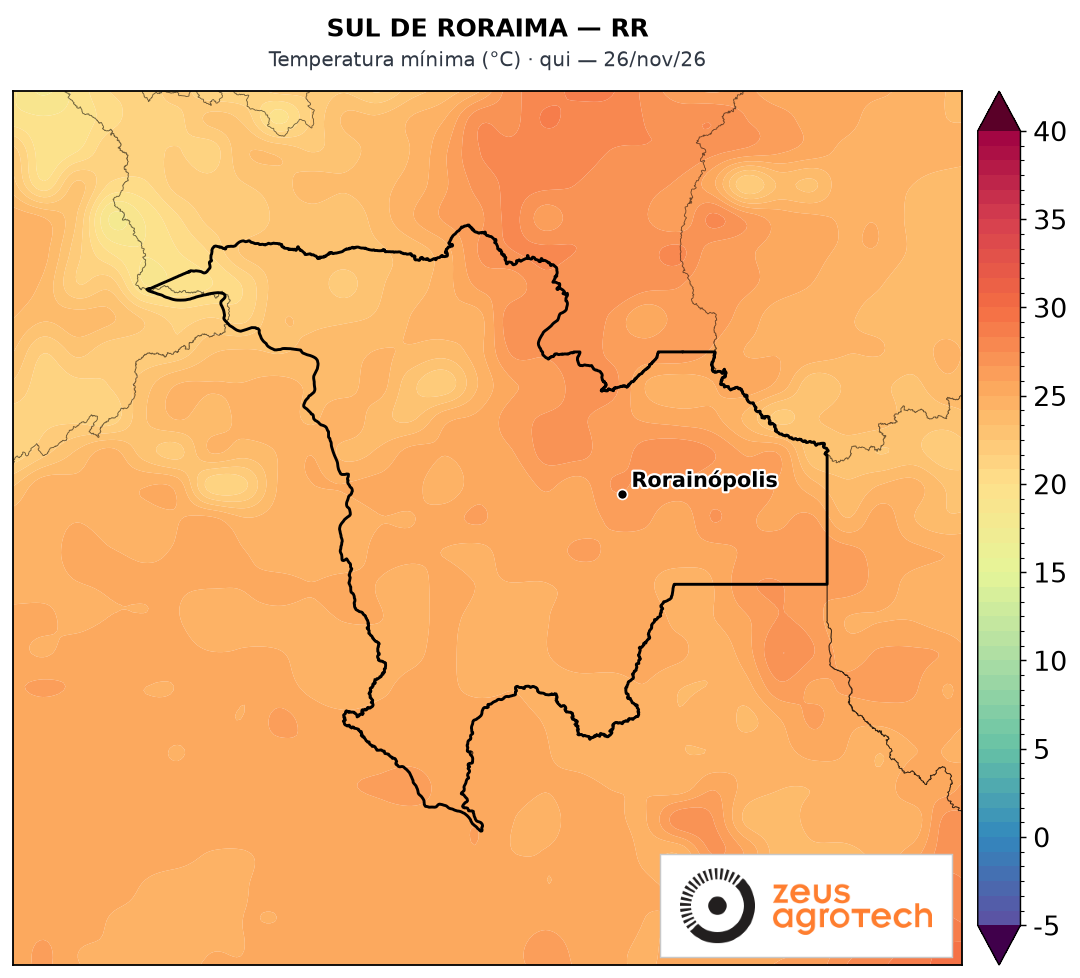 SUL DE RORAIMA — RR
Temperatura mínima (°C) · qui — 26/nov/26
Rorainópolis
40
35
30
25
20
15
10
5
0
-5
zeus
agrotech